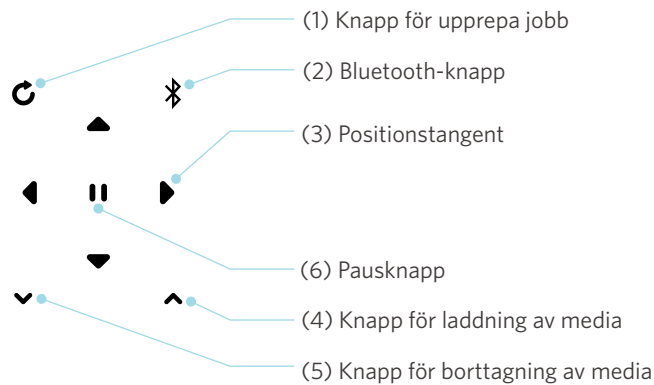 (1) Knapp för upprepa jobb
(2) Bluetooth-knapp
(3) Positionstangent
(6) Pausknapp
(4) Knapp för laddning av media
(5) Knapp för borttagning av media